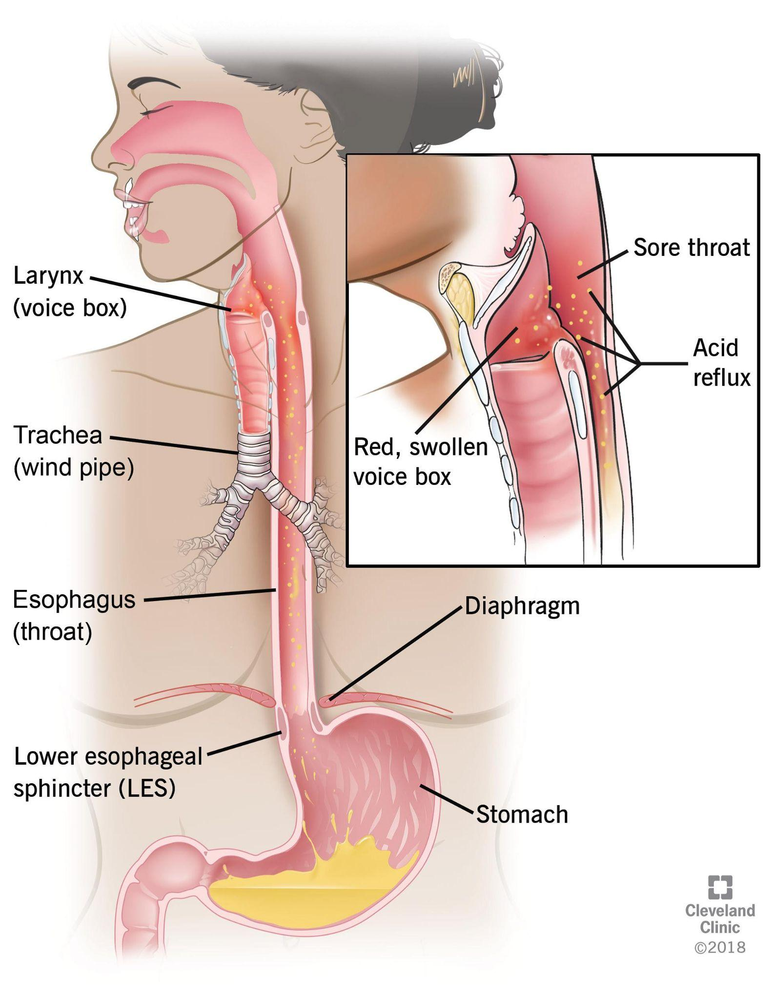 Larynx
(voice box)
Trachea
(wind pipe)
Esophagus
(throat)
Lower esophageal
sphincter (LES)
Sore throat
Acid
reflux
Red, swollen
voice box
Diaphragm
Stomach
Cleveland
Clinic
©2018